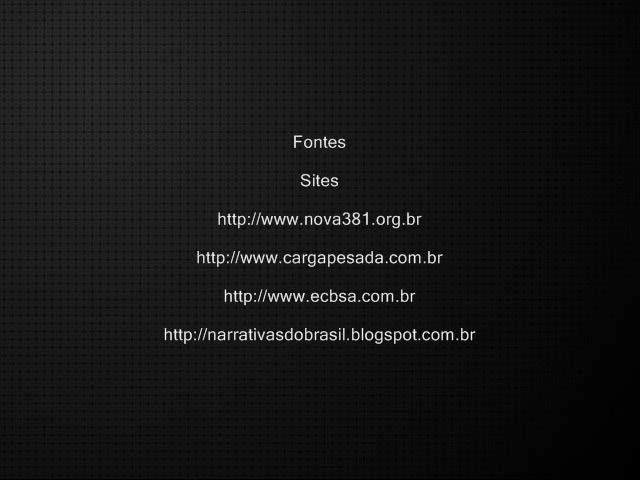 Fontes
Sites
http://www.nova381.org.br
http://www.cargapesada.com.br
http://www.ecbsa.com.br
http://narrativasdobrasil.blogspot.com.br